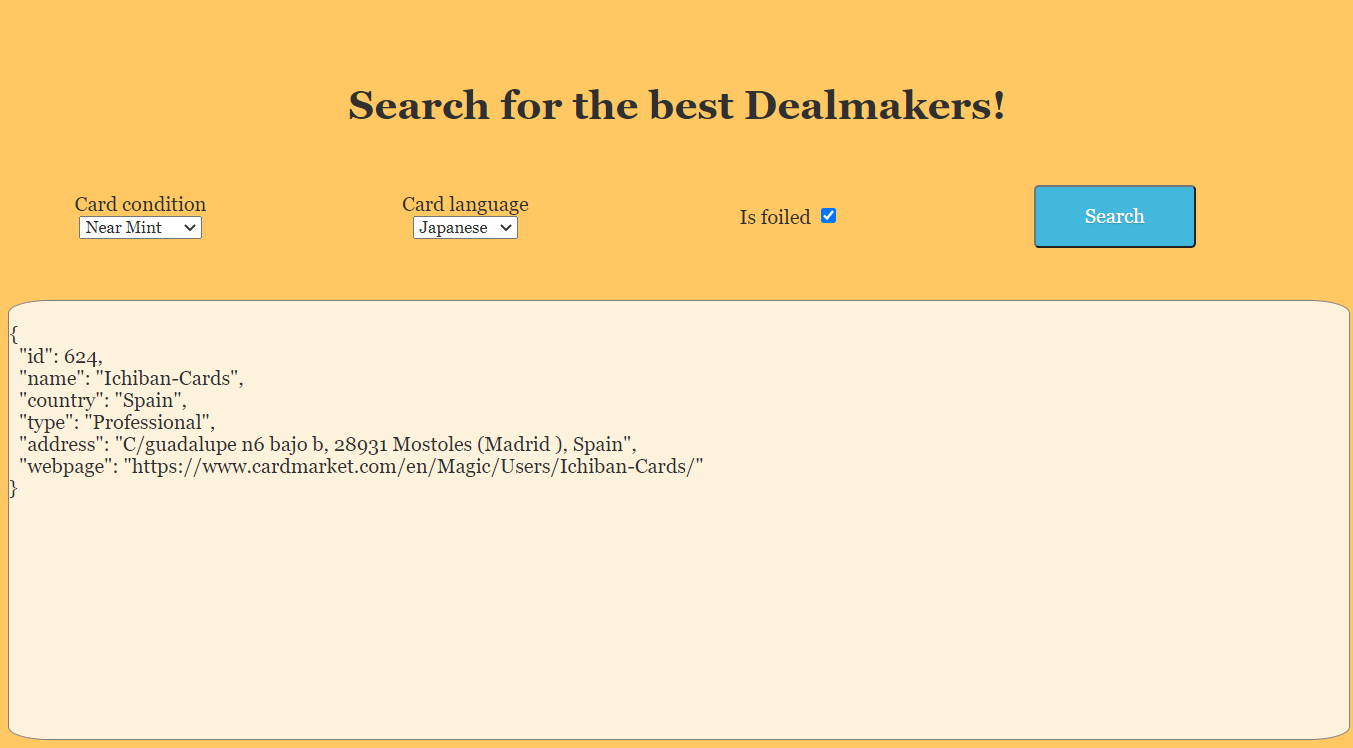 Search for the best Dealmakers!
Card condition
Near Mint
Card language
Japanese
Is foiled
Search
{
"id": 624,
"name": "Ichiban-Cards",
"country": "Spain",
"type": "Professional",
"address": "C/guadalupe n6 bajo b, 28931 Mostoles (Madrid ), Spain",
"webpage": "https://www.cardmarket.com/en/Magic/Users/Ichiban-Cards/"
}